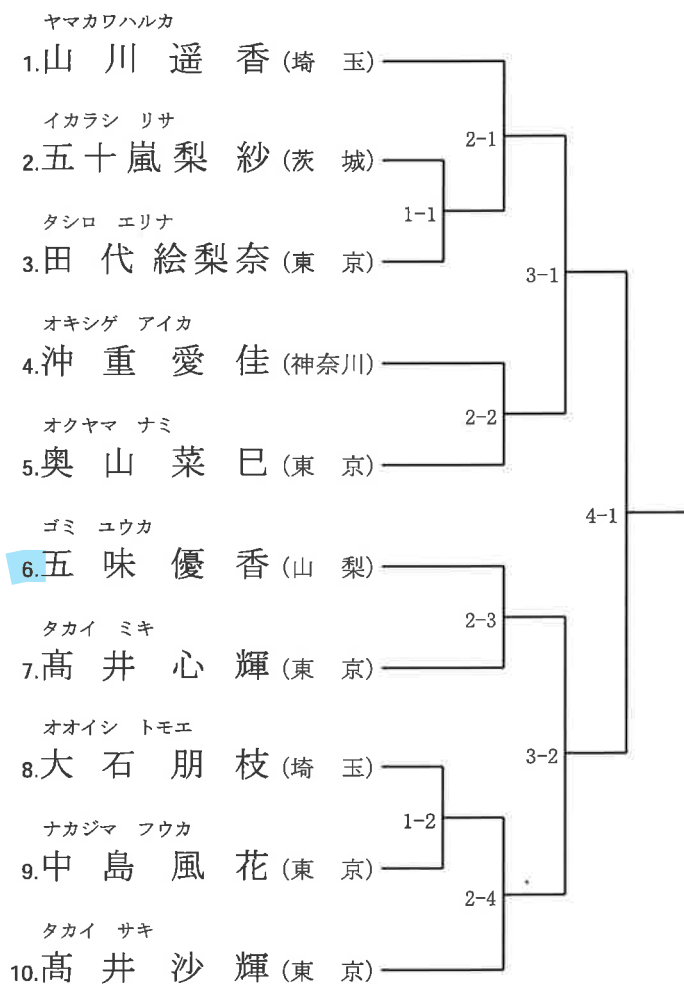 ヤマカワハルカ
1.山川遥香(埼玉)
2-1
イカラシ リサ
2.五十嵐梨紗(茨城)
1-1
タシロ エリナ
3.田代絵梨奈(東京)
3-1
オキシゲ アイカ
4.沖重愛佳(神奈川)
2-2
オクヤマ ナミ
5.奥山菜巳(東京)
4-1
ゴミ ユウカ
6.五味優香(山梨)
2-3
タカイ ミキ
7.髙井心輝(東京)
3-2
オオイシ トモエ
8.大石朋枝(埼玉)
1-2
ナカジマ フウカ
9.中島風花(東京)
2-4
タカイ サキ
10.髙井沙輝(東京)